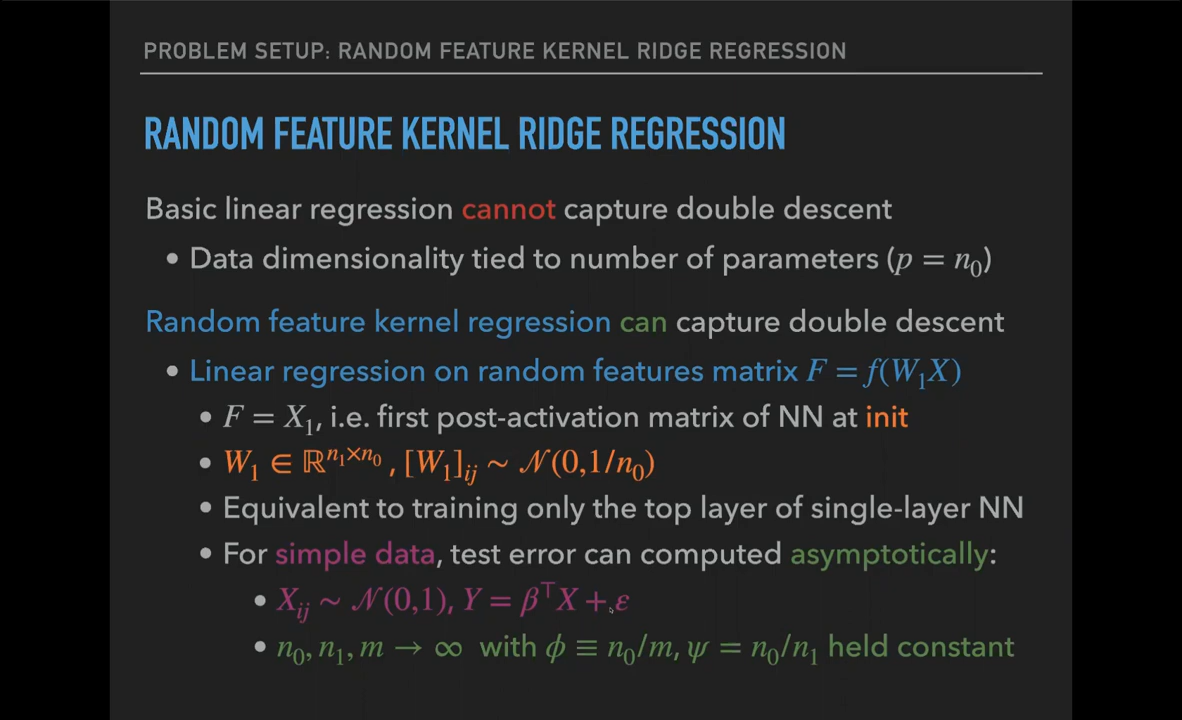 PROBLEM SETUP: RANDOM FEATURE KERNEL RIDGE REGRESSION
RANDOM FEATURE KERNEL RIDGE REGRESSION
Basic linear regression cannot capture double descent
• Data dimensionality tied to number of parameters (p = n₀)
Random feature kernel regression can capture double descent
• Linear regression on random features matrix F = f(W₁X)
• F = X₁, i.e. first post-activation matrix of NN at init
• W₁ ∈ ℝ^{n₁×n₀}, [W₁]ᵢⱼ ~ 𝒩(0,1/n₀)
• Equivalent to training only the top layer of single-layer NN
• For simple data, test error can computed asymptotically:
• Xᵢⱼ ~ 𝒩(0,1), Y = β^⊤X + ε
• n₀, n₁, m → ∞ with ϕ ≡ n₀/m, ψ = n₀/n₁ held constant